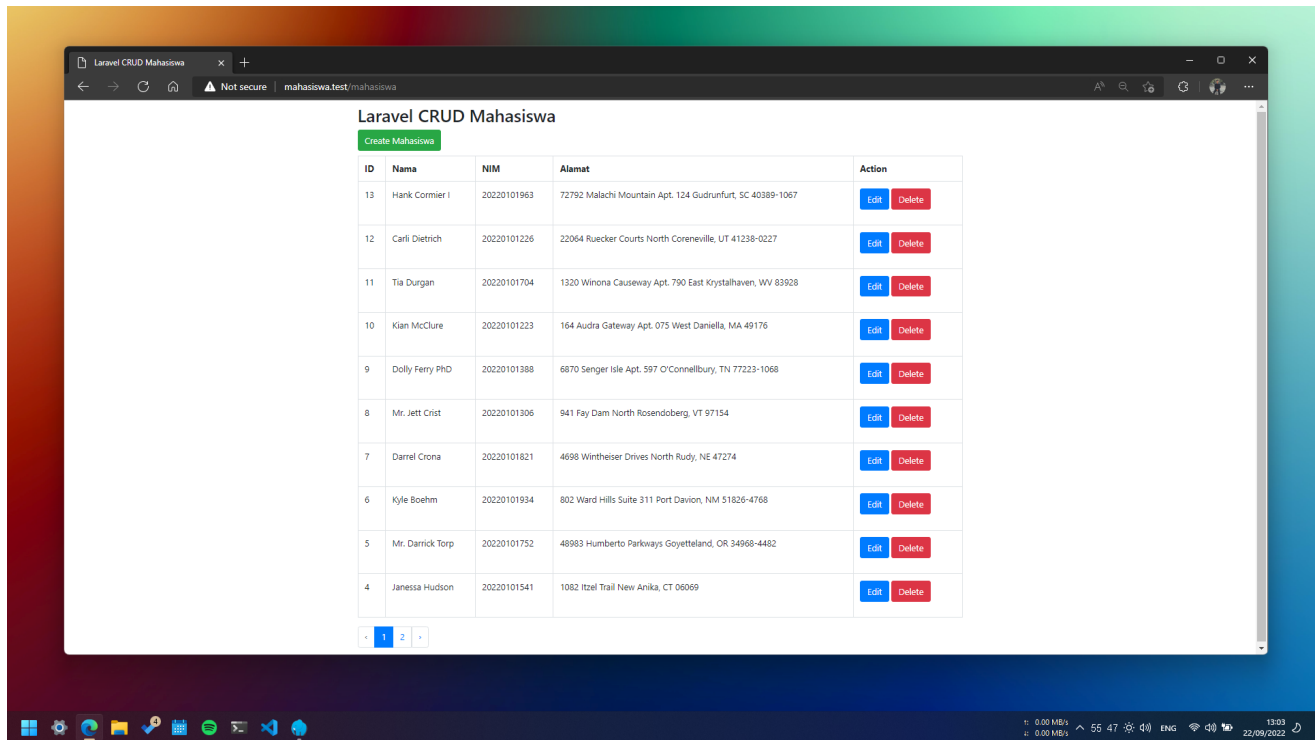 Laravel CRUD Mahasiswa
Not secure | mahasiswa.test/mahasiswa
Laravel CRUD Mahasiswa
Create Mahasiswa
ID Nama NIM Alamat Action
13 Hank Cormier I 20220101963 72792 Malachi Mountain Apt. 124 Gudrunfurt, SC 40389-1067 Edit Delete
12 Carli Dietrich 20220101226 22064 Ruecker Courts North Coreneville, UT 41238-0227 Edit Delete
11 Tia Durgan 20220101704 1320 Winona Causeway Apt. 790 East Krystalhaven, WV 83928 Edit Delete
10 Kian McClure 20220101223 164 Audra Gateway Apt. 075 West Daniella, MA 49176 Edit Delete
9 Dolly Ferry PhD 20220101388 6870 Senger Isle Apt. 597 O'Connellbury, TN 77223-1068 Edit Delete
8 Mr. Jett Crist 20220101306 941 Fay Dam North Rosendoberg, VT 97154 Edit Delete
7 Darrel Crona 20220101821 4698 Wintheiser Drives North Rudy, NE 47274 Edit Delete
6 Kyle Boehm 20220101934 802 Ward Hills Suite 311 Port Davion, NM 51826-4768 Edit Delete
5 Mr. Darrick Torp 20220101752 48983 Humberto Parkways Goyetteland, OR 34968-4482 Edit Delete
4 Janessa Hudson 20220101541 1082 Itzel Trail New Anika, CT 06069 Edit Delete
‹ 1 2 ›
4
0.00 MB/s
0.00 MB/s
55 47 ENG
13:03
22/09/2022